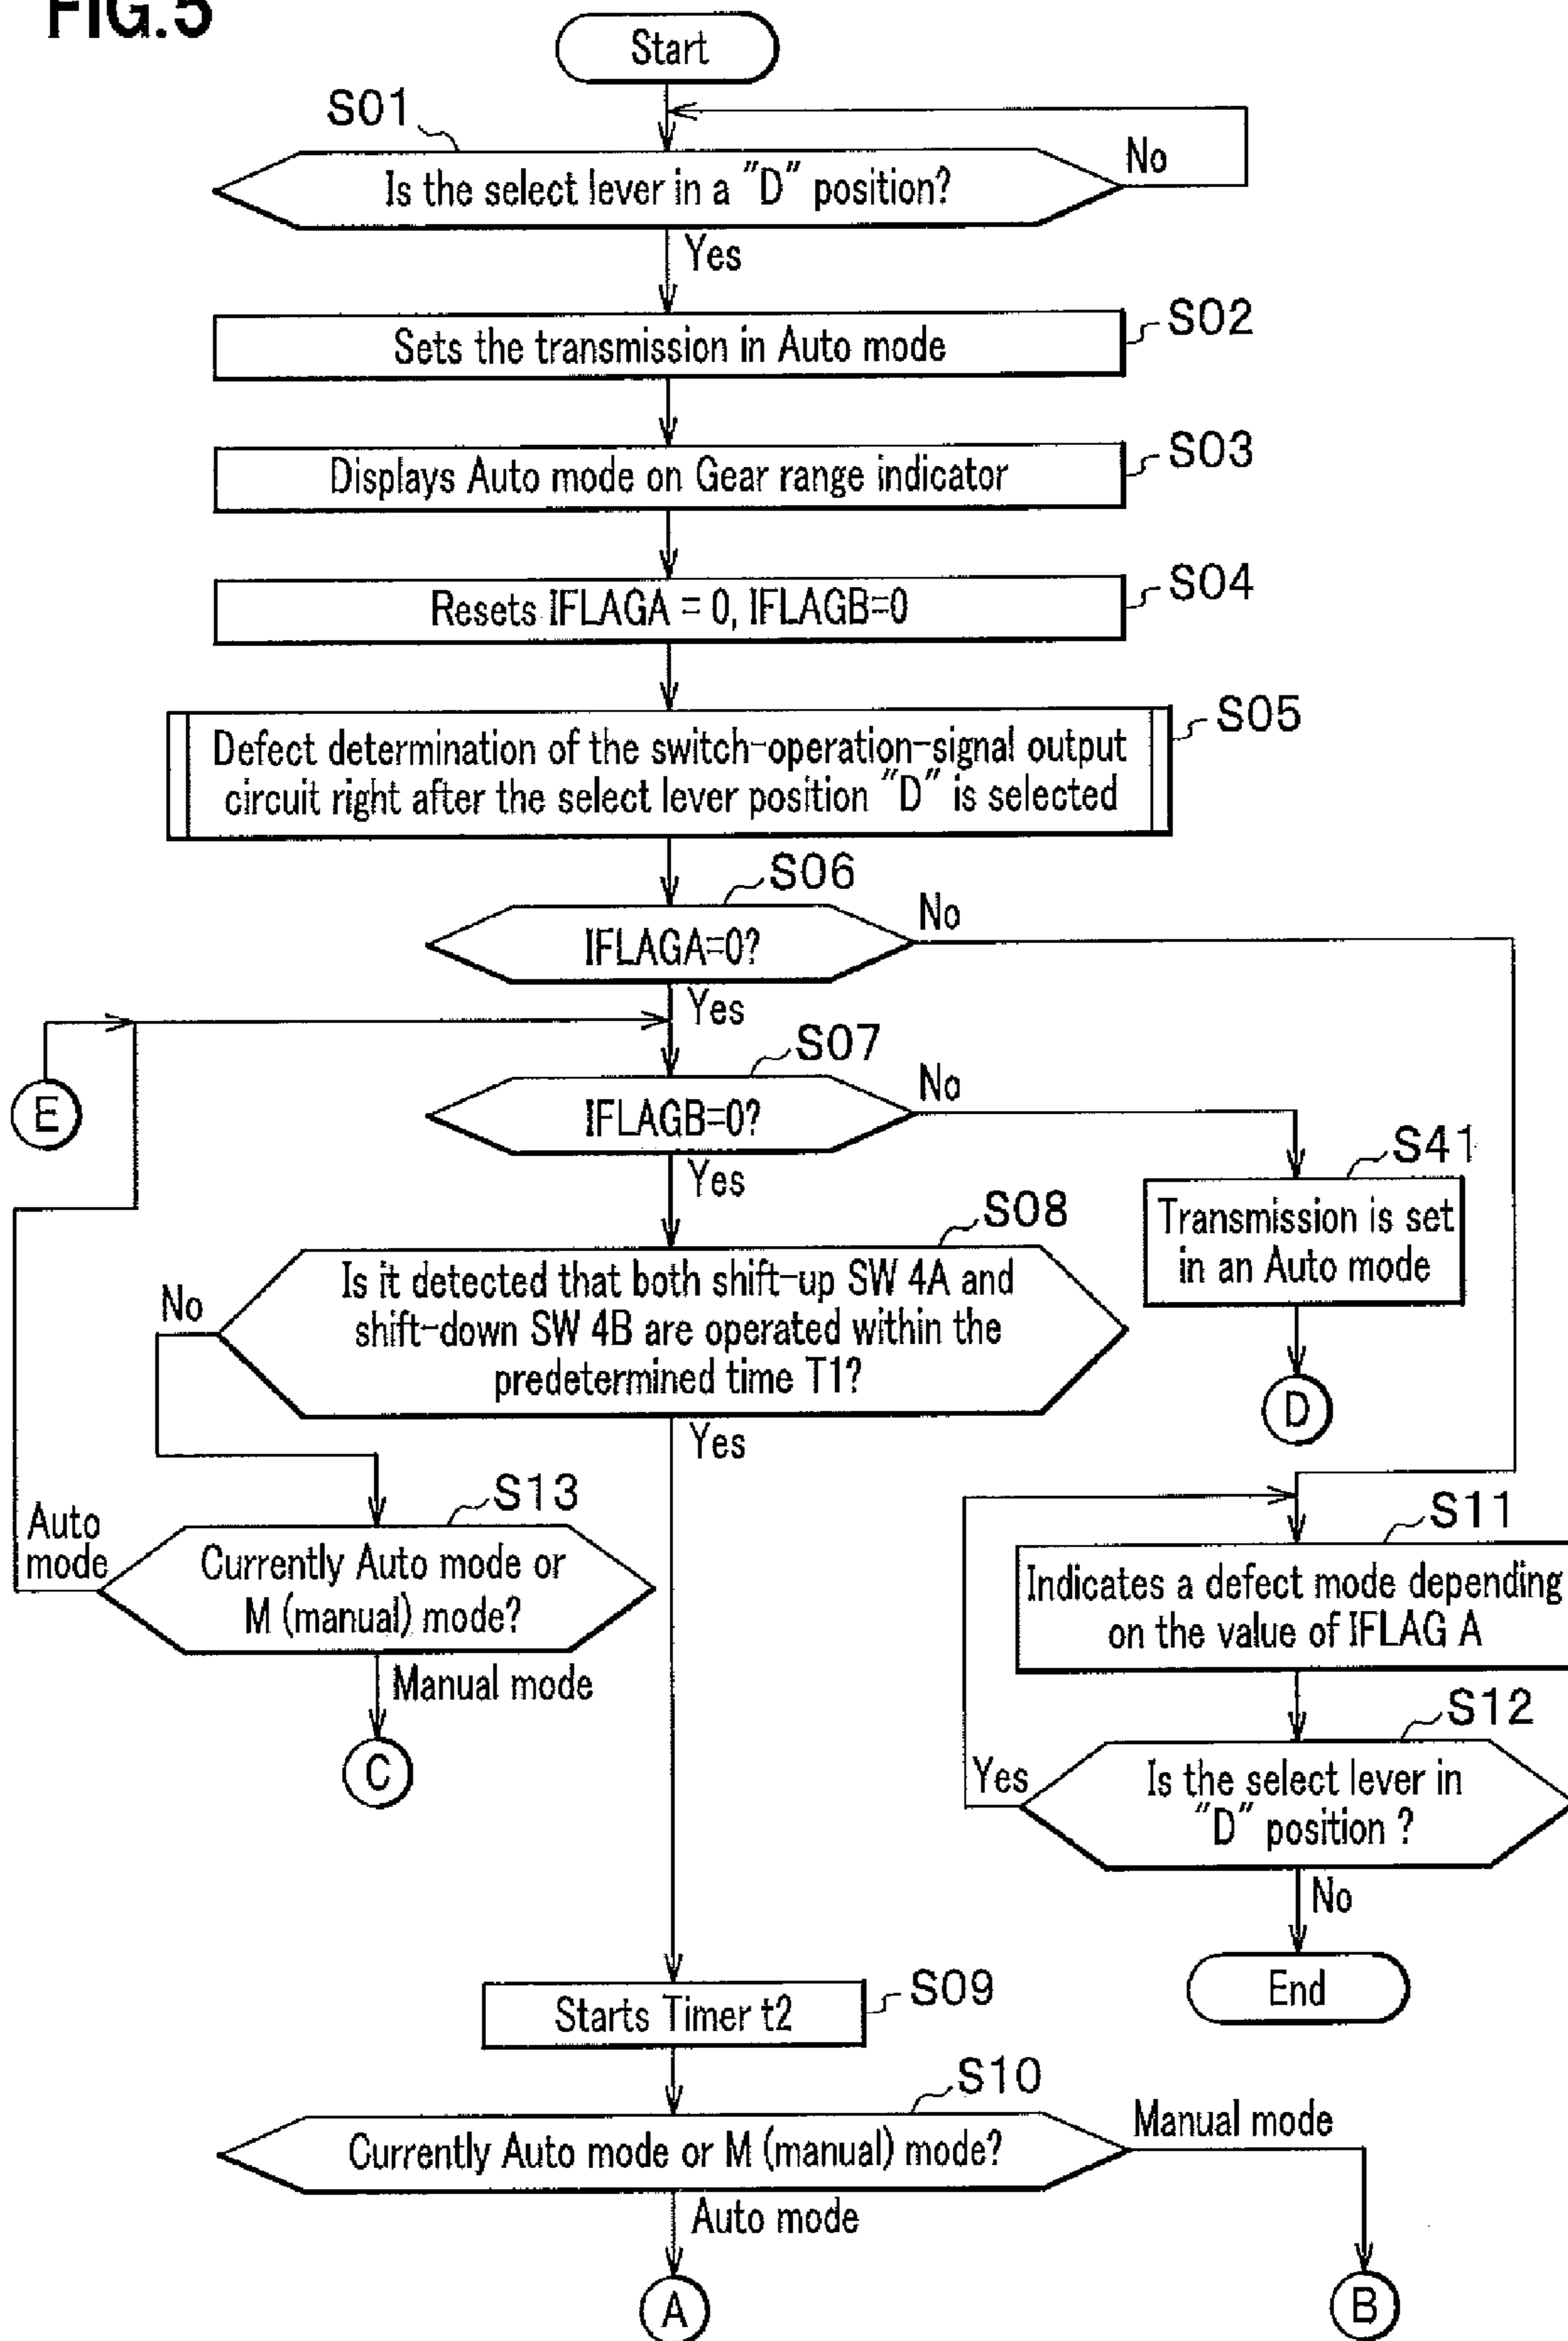 FIG.5
Start
S01
Is the select lever in a "D" position?
No
Yes
Sets the transmission in Auto mode
S02
Displays Auto mode on Gear range indicator
S03
Resets IFLAGA = 0, IFLAGB=0
S04
Defect determination of the switch-operation-signal output
circuit right after the select lever position "D" is selected
S05
S06
IFLAGA=0?
No
Yes
E
S07
IFLAGB=0?
No
Yes
S41
Transmission is set
in an Auto mode
D
S08
Is it detected that both shift-up SW 4A and
shift-down SW 4B are operated within the
predetermined time T1?
No
Yes
S13
Auto
mode
Currently Auto mode or
M (manual) mode?
Manual mode
C
S11
Indicates a defect mode depending
on the value of IFLAG A
S12
Is the select lever in
"D" position ?
Yes
No
End
Starts Timer t2
S09
S10
Currently Auto mode or M (manual) mode?
Manual mode
Auto mode
A
B